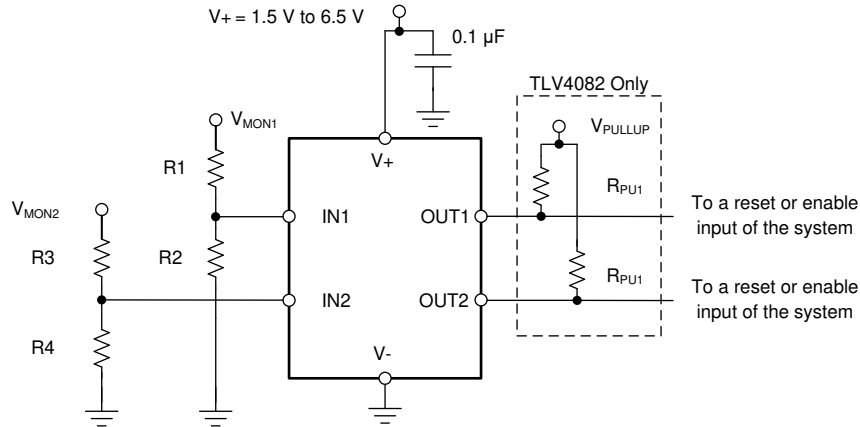 V+ = 1.5 V to 6.5 V
0.1 µF
TLV4082 Only
VMON1
VPULLUP
V+
R1
RPU1
VMON2
IN1
OUT1
To a reset or enable
input of the system
R3
R2
RPU1
IN2
OUT2
To a reset or enable
input of the system
R4
V-